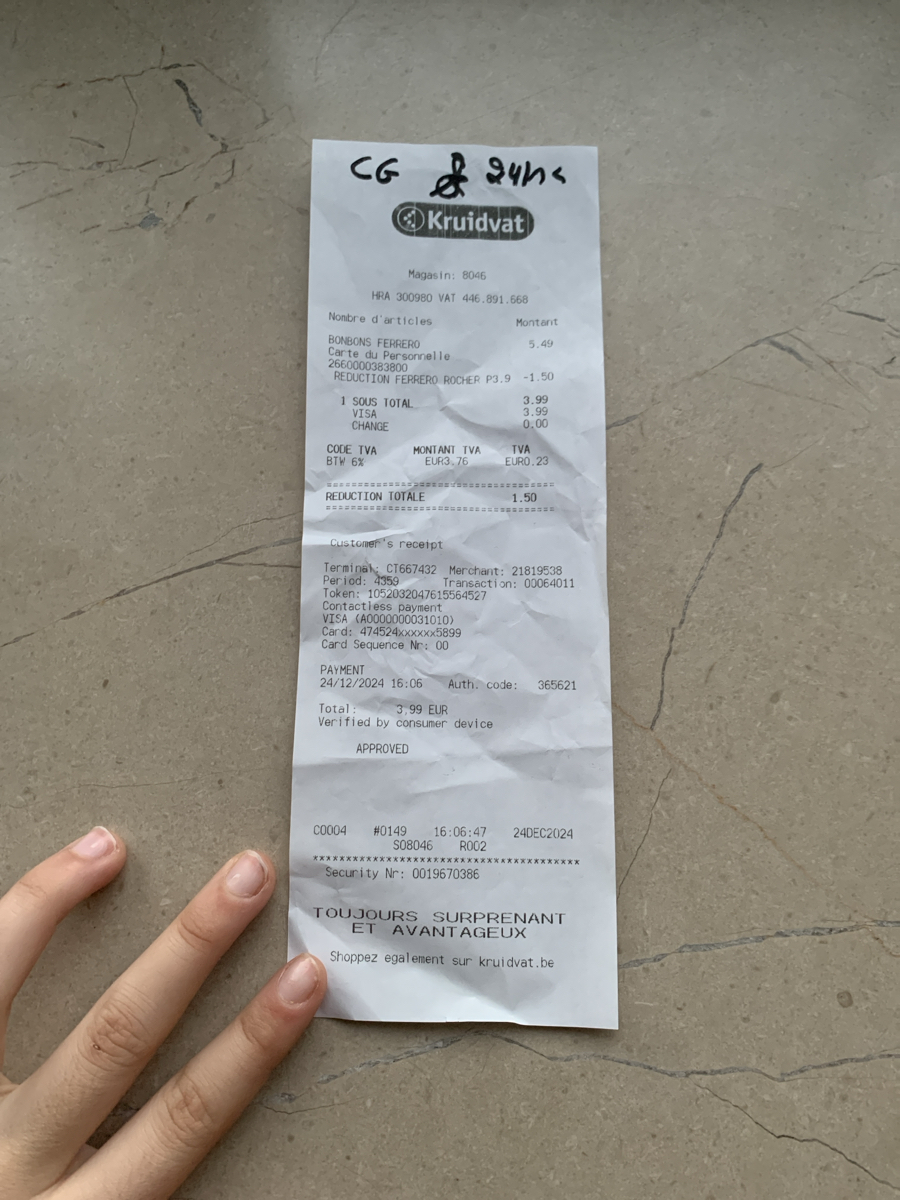 CG
Kruidvat
Magasin: 8046
HRA 300980 VAT 446.891.668
Nombre d'articles Montant
BONBONS FERRERO 5.49
Carte du Personnelle
2660000383800
REDUCTION FERRERO ROCHER P3.9 -1.50
1 SOUS TOTAL 3.99
VISA 3.99
CHANGE 0.00
CODE TVA MONTANT TVA TVA
BTW 6% EUR3.76 EUR0.23
========================================
REDUCTION TOTALE 1.50
========================================
Customer's receipt
Terminal: CT667432 Merchant: 21819538
Period: 4359 Transaction: 00064011
Token: 1052032047615564527
Contactless payment
VISA (A0000000031010)
Card: 474524xxxxxx5899
Card Sequence Nr: 00
PAYMENT
24/12/2024 16:06 Auth. code: 365621
Total: 3.99 EUR
Verified by consumer device
APPROVED
C0004 #0149 16:06:47 24DEC2024
S08046 R002
****************************************
Security Nr: 0019670386
TOUJOURS SURPRENANT
ET AVANTAGEUX
Shoppez egalement sur kruidvat.be